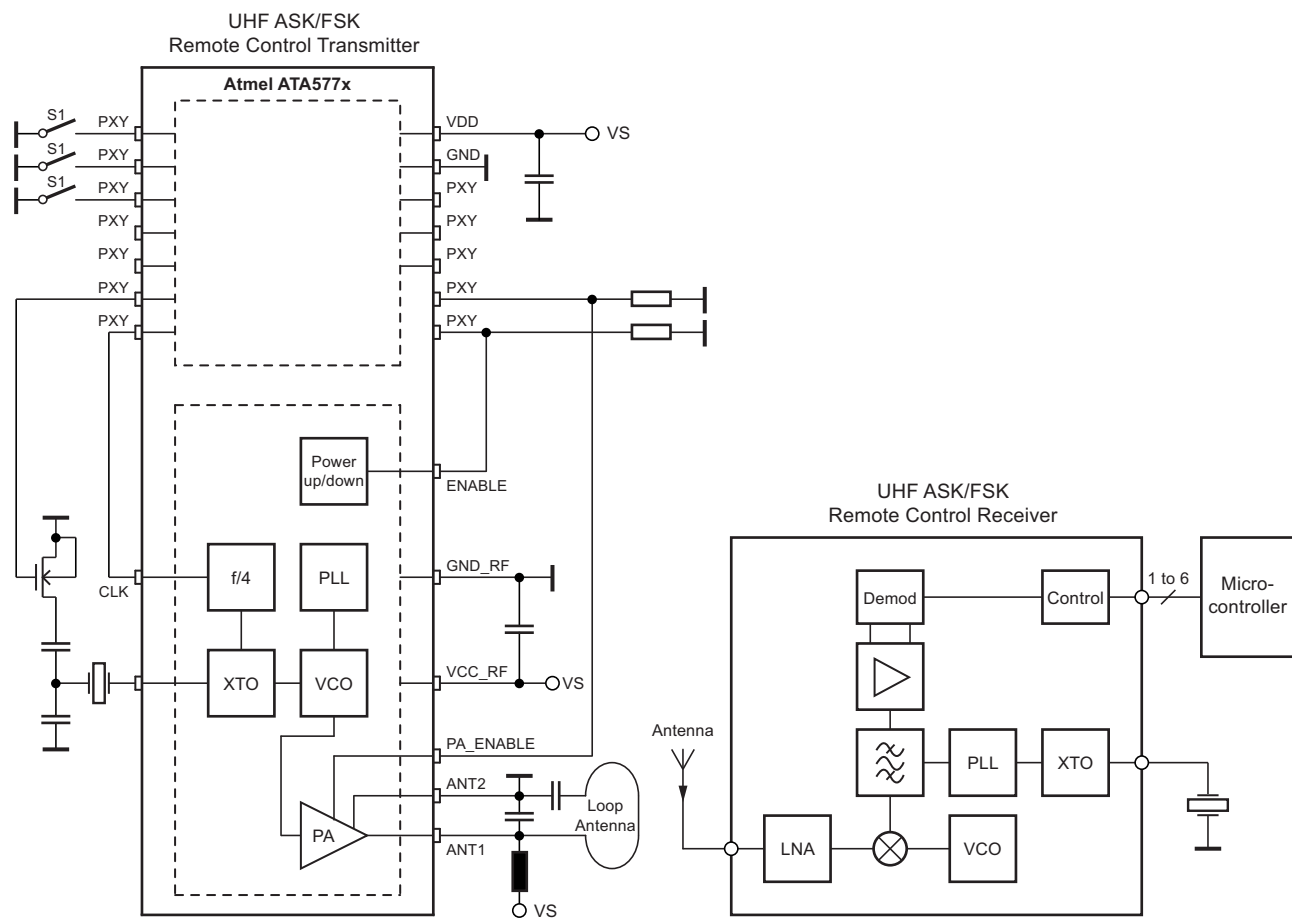 UHF ASK/FSK
Remote Control Transmitter
Atmel ATA577x
S1
PXY
VDD
VS
S1
PXY
GND
S1
PXY
PXY
PXY
PXY
PXY
PXY
PXY
PXY
PXY
PXY
Power
up/down
ENABLE
CLK
f/4
PLL
GND_RF
XTO
VCO
VCC_RF
VS
PA_ENABLE
ANT2
Loop
Antenna
PA
ANT1
VS
UHF ASK/FSK
Remote Control Receiver
Demod
Control
1 to 6
Micro-
controller
Antenna
PLL
XTO
LNA
VCO